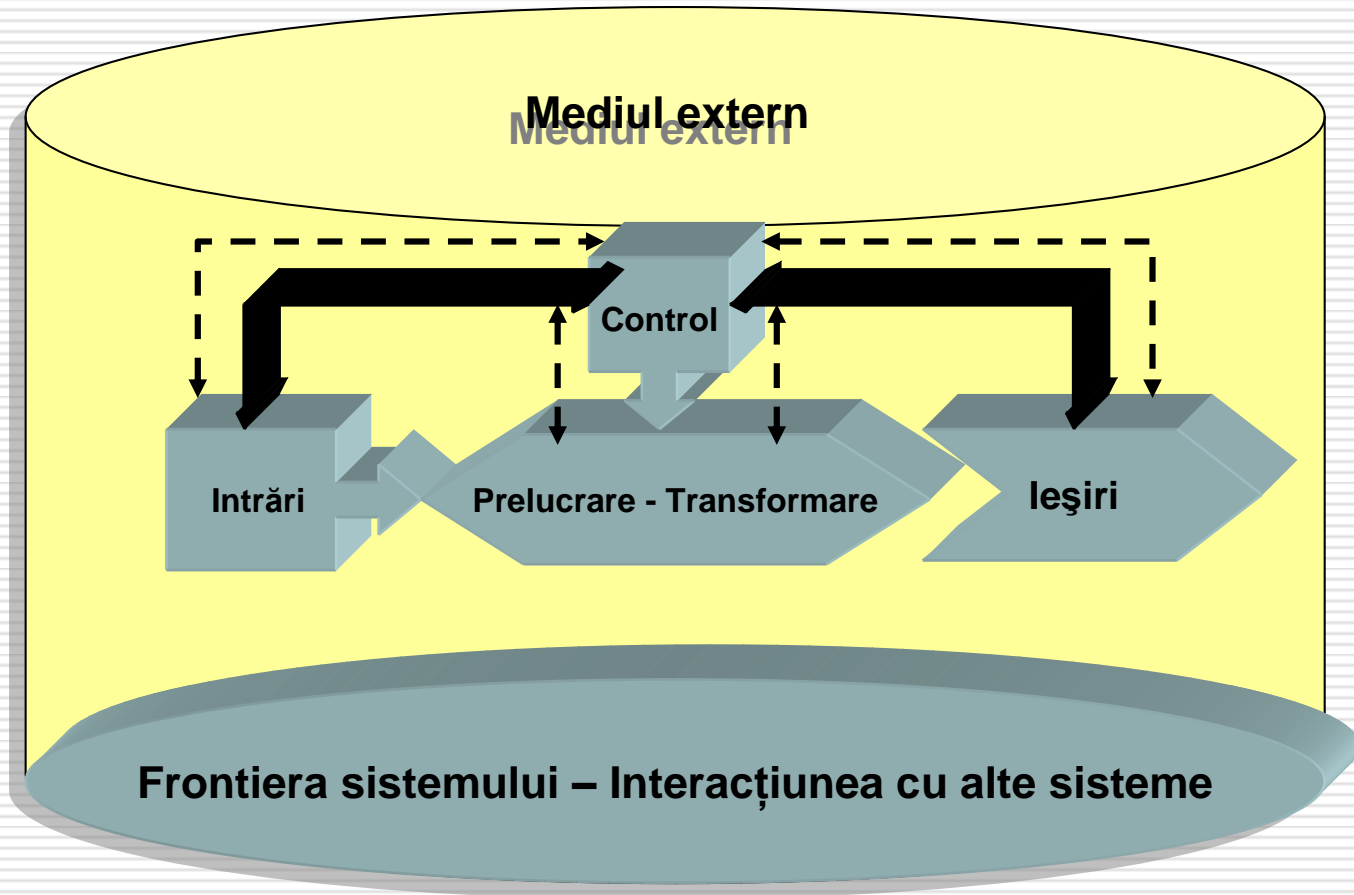 Mediul extern
Control
Intrări
Prelucrare - Transformare
Ieşiri
Frontiera sistemului – Interacțiunea cu alte sisteme